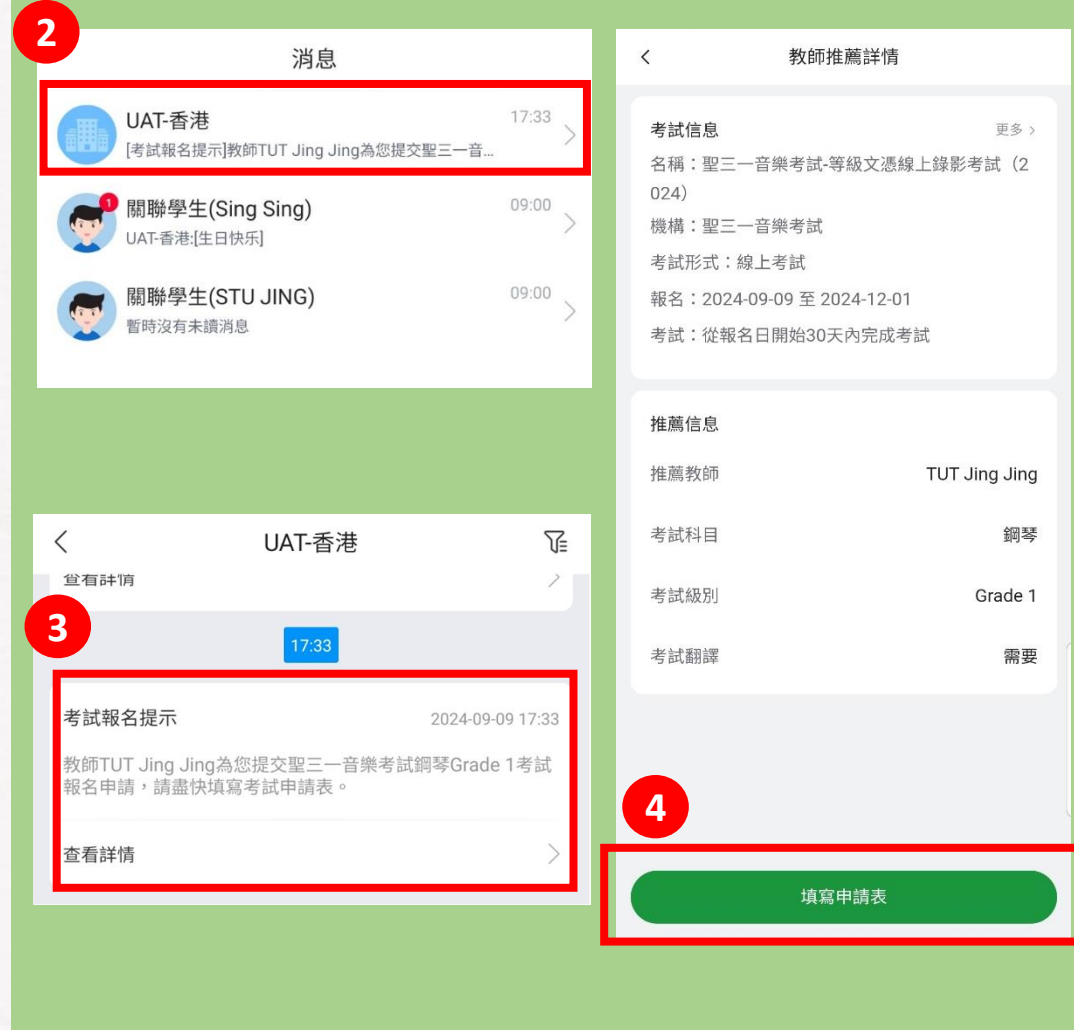 2
消息
UAT-香港
17:33
[考試報名提示]教師TUT Jing Jing為您提交聖三一音...
1
關聯學生(Sing Sing)
09:00
UAT-香港:[生日快乐]
關聯學生(STU JING)
09:00
暫時沒有未讀消息
3
UAT-香港
查看詳情
17:33
考試報名提示
2024-09-09 17:33
教師TUT Jing Jing為您提交聖三一音樂考試鋼琴Grade 1考試
報名申請，請盡快填寫考試申請表。
查看詳情
教師推薦詳情
考試信息
更多
名稱：聖三一音樂考試-等級文憑線上錄影考試（2
024）
機構：聖三一音樂考試
考試形式：線上考試
報名：2024-09-09 至 2024-12-01
考試：從報名日開始30天內完成考試
推薦信息
推薦教師
TUT Jing Jing
考試科目
鋼琴
考試級別
Grade 1
考試翻譯
需要
4
填寫申請表